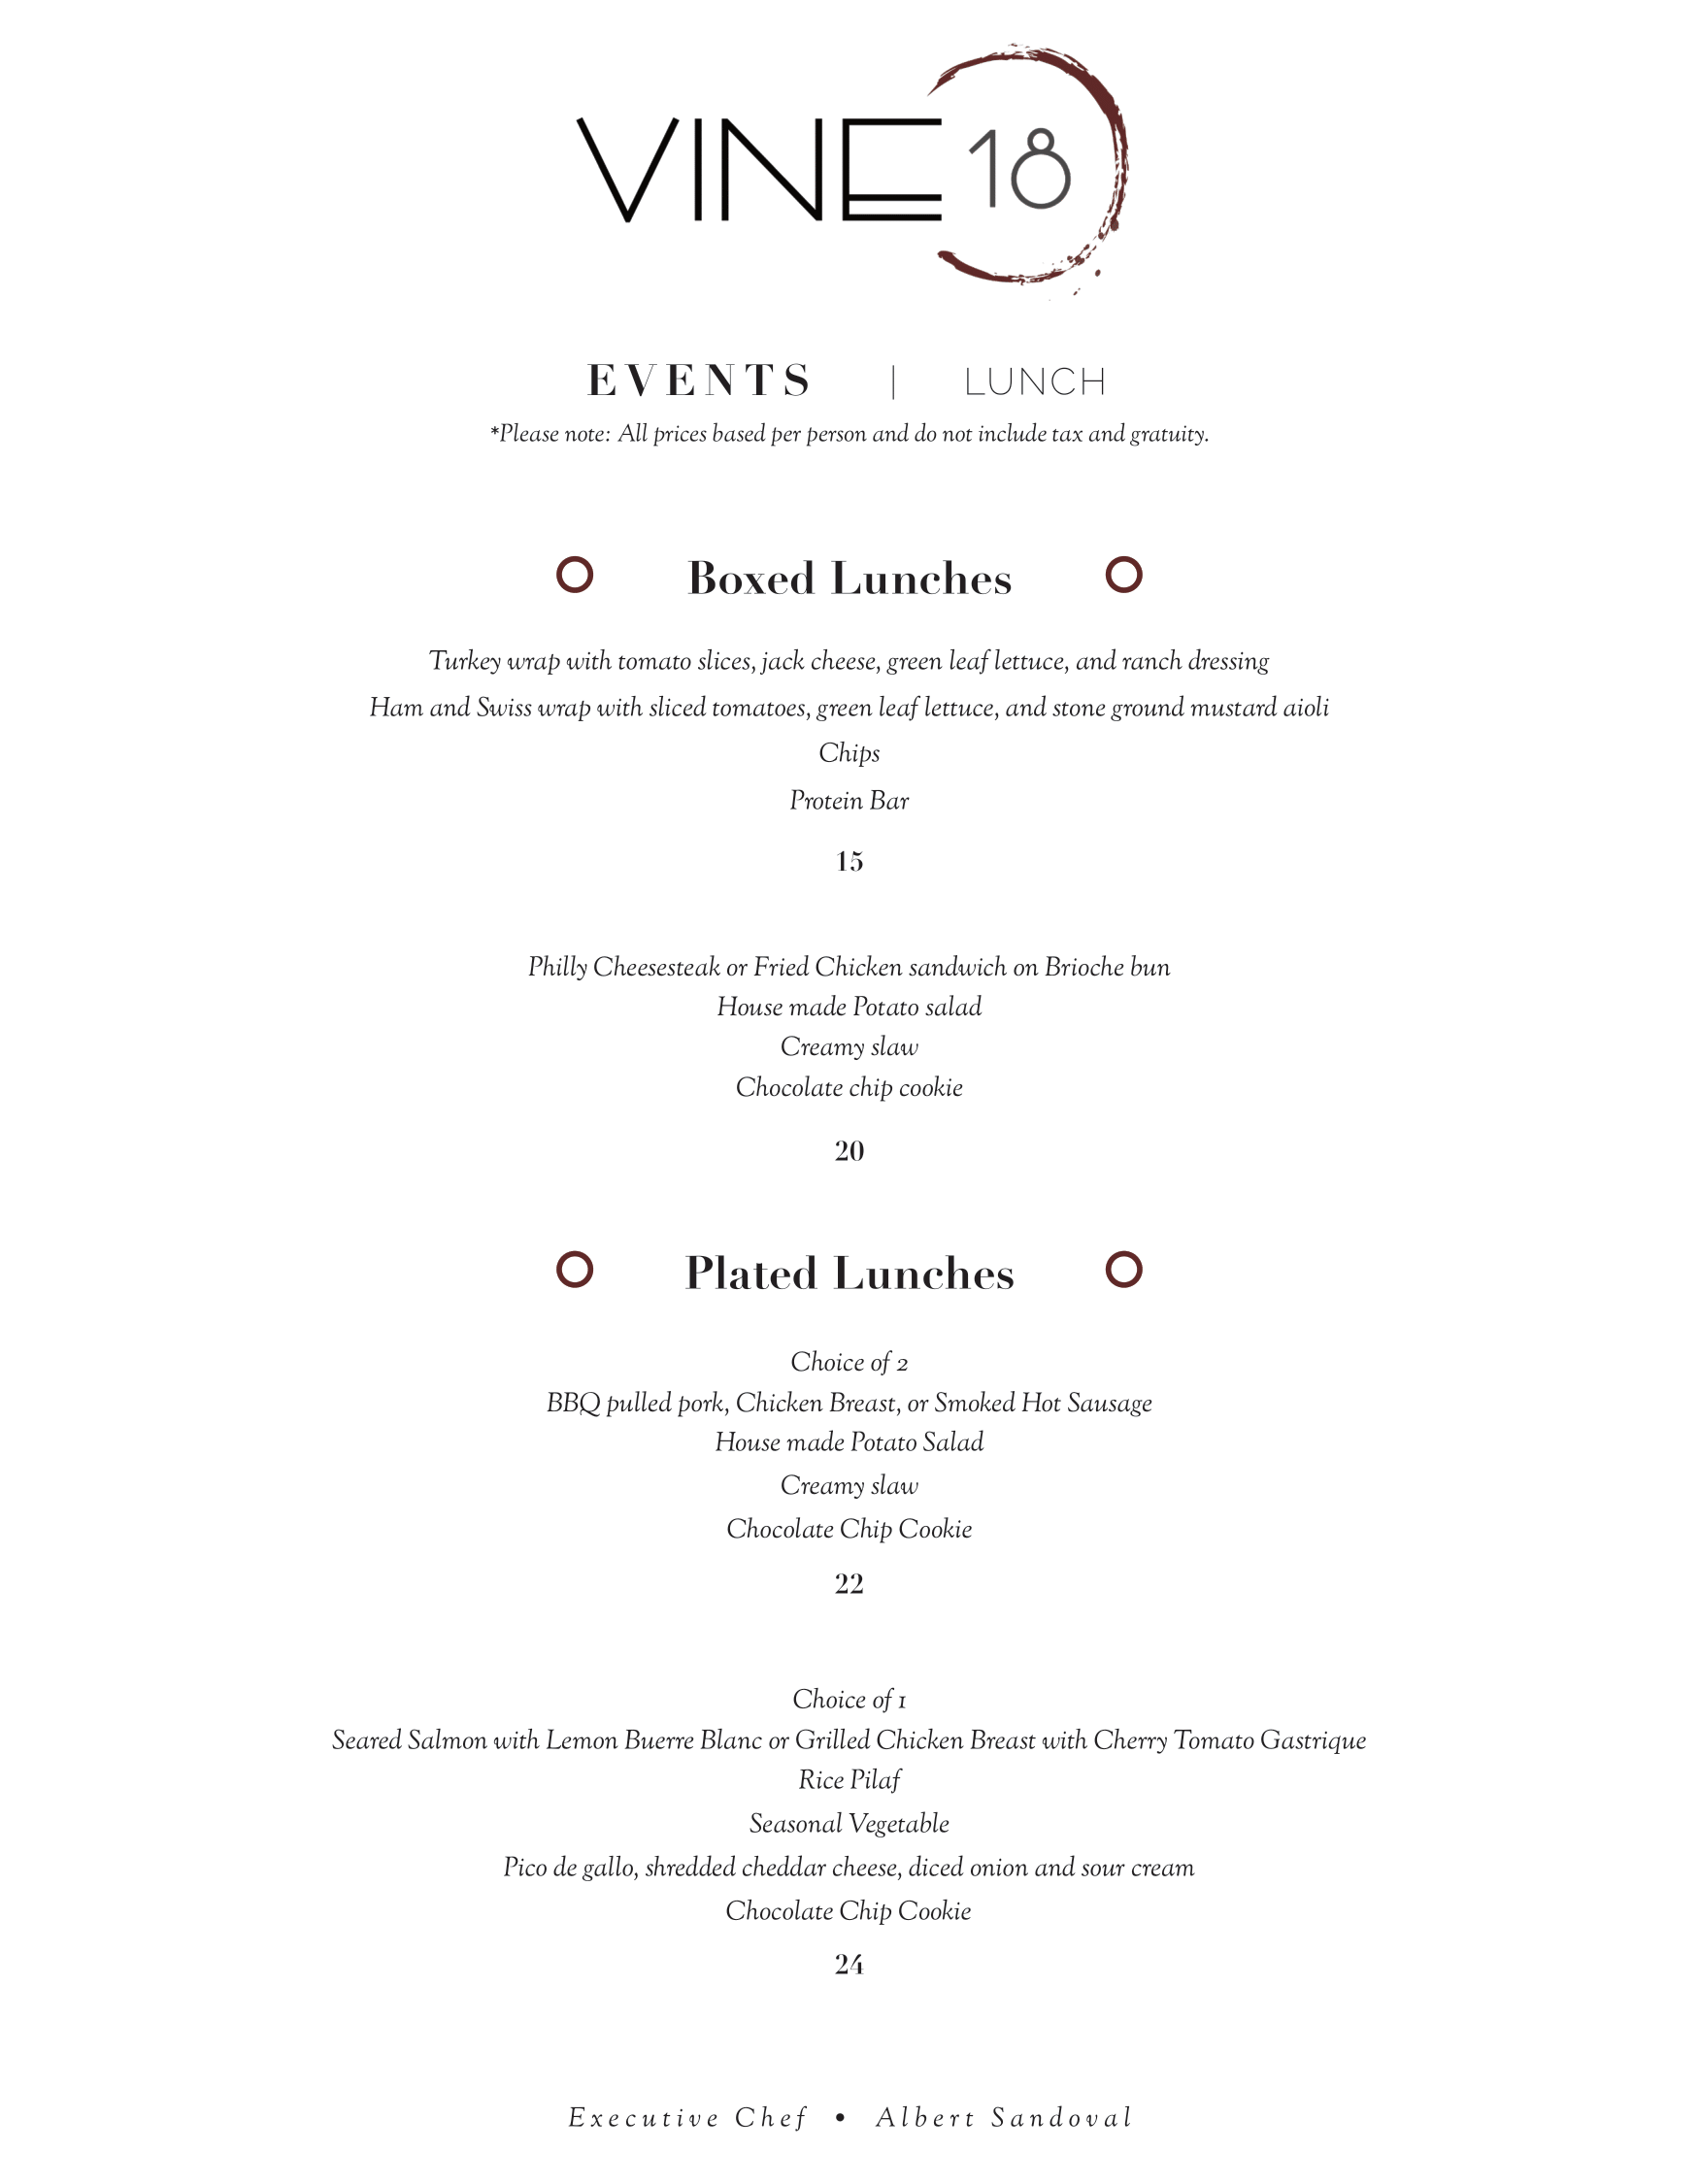 VINE 18
EVENTS | LUNCH
*Please note: All prices based per person and do not include tax and gratuity.
Boxed Lunches
Turkey wrap with tomato slices, jack cheese, green leaf lettuce, and ranch dressing
Ham and Swiss wrap with sliced tomatoes, green leaf lettuce, and stone ground mustard aioli
Chips
Protein Bar
15
Philly Cheesesteak or Fried Chicken sandwich on Brioche bun
House made Potato salad
Creamy slaw
Chocolate chip cookie
20
Plated Lunches
Choice of 2
BBQ pulled pork, Chicken Breast, or Smoked Hot Sausage
House made Potato Salad
Creamy slaw
Chocolate Chip Cookie
22
Choice of 1
Seared Salmon with Lemon Buerre Blanc or Grilled Chicken Breast with Cherry Tomato Gastrique
Rice Pilaf
Seasonal Vegetable
Pico de gallo, shredded cheddar cheese, diced onion and sour cream
Chocolate Chip Cookie
24
Executive Chef • Albert Sandoval